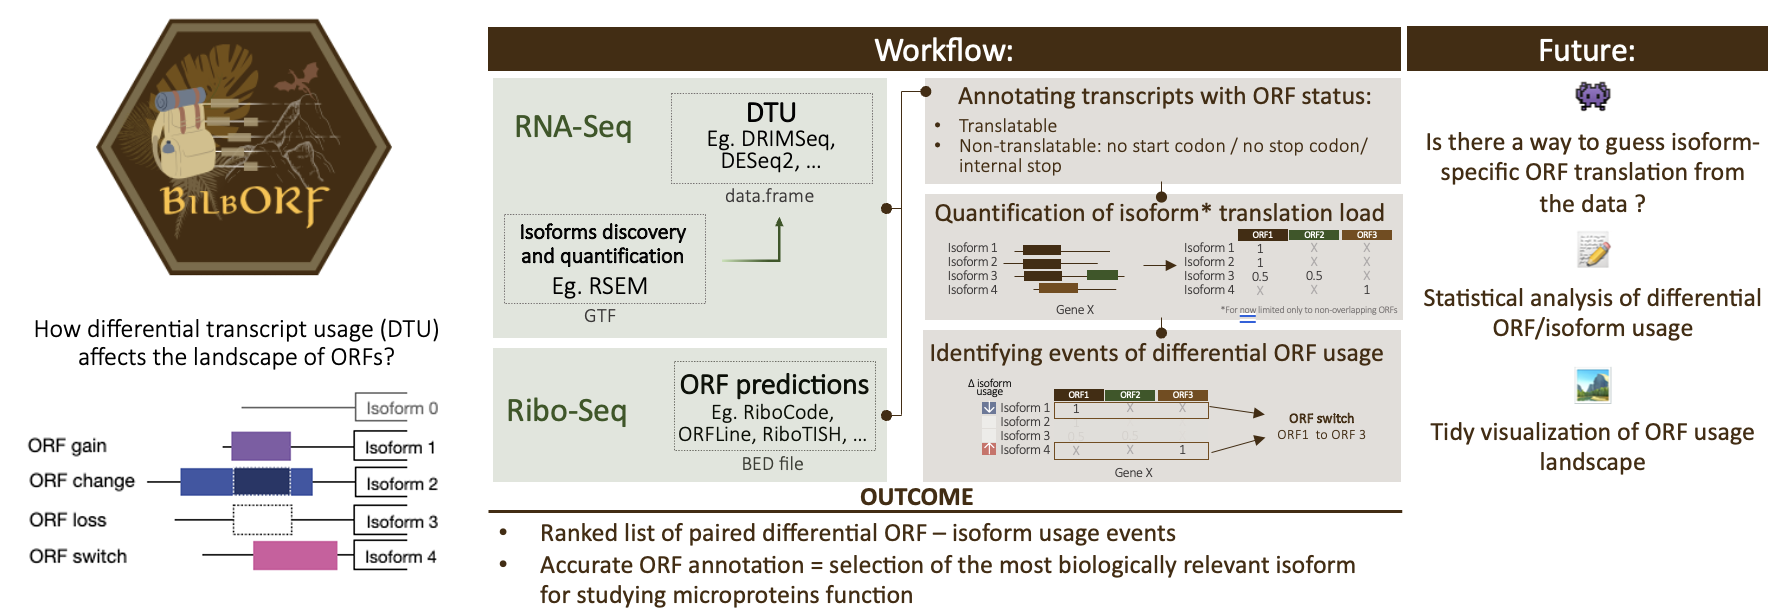 BILBORF
How differential transcript usage (DTU)
affects the landscape of ORFs?
Isoform 0
ORF gain
Isoform 1
ORF change
Isoform 2
ORF loss
Isoform 3
ORF switch
Isoform 4
Workflow:
RNA-Seq
DTU
Eg. DRIMSeq,
DESeq2, ...
data.frame
Isoforms discovery
and quantification
Eg. RSEM
GTF
Ribo-Seq
ORF predictions
Eg. RiboCode,
ORFLine, RiboTISH, ...
BED file
Annotating transcripts with ORF status:
• Translatable
• Non-translatable: no start codon / no stop codon/
internal stop
Quantification of isoform* translation load
Isoform 1
Isoform 2
Isoform 3
Isoform 4
Gene X
ORF1 ORF2 ORF3
Isoform 1 1 X X
Isoform 2 1 X X
Isoform 3 0.5 0.5 X
Isoform 4 X X 1
*For now limited only to non-overlapping ORFs
Identifying events of differential ORF usage
Δ isoform
usage
ORF1 ORF2 ORF3
Isoform 1 1 X X
Isoform 2
Isoform 3 0.5 0.5
Isoform 4 X X 1
Gene X
ORF switch
ORF1 to ORF 3
OUTCOME
• Ranked list of paired differential ORF – isoform usage events
• Accurate ORF annotation = selection of the most biologically relevant isoform
for studying microproteins function
Future:
Is there a way to guess isoform-
specific ORF translation from
the data ?
Statistical analysis of differential
ORF/isoform usage
Tidy visualization of ORF usage
landscape